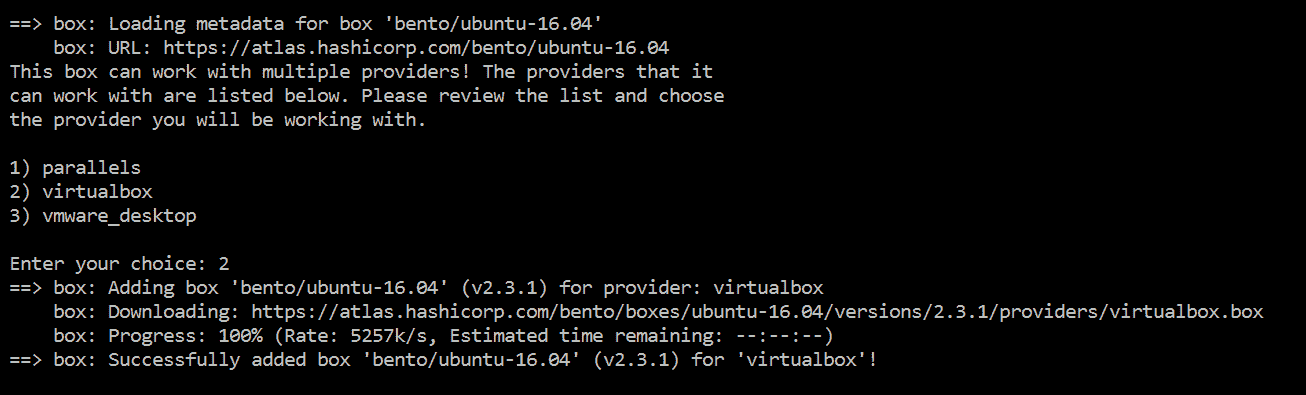 ==> box: Loading metadata for box 'bento/ubuntu-16.04'
    box: URL: https://atlas.hashicorp.com/bento/ubuntu-16.04
This box can work with multiple providers! The providers that it
can work with are listed below. Please review the list and choose
the provider you will be working with.

1) parallels
2) virtualbox
3) vmware_desktop

Enter your choice: 2
==> box: Adding box 'bento/ubuntu-16.04' (v2.3.1) for provider: virtualbox
    box: Downloading: https://atlas.hashicorp.com/bento/boxes/ubuntu-16.04/versions/2.3.1/providers/virtualbox.box
    box: Progress: 100% (Rate: 5257k/s, Estimated time remaining: --:--:--)
==> box: Successfully added box 'bento/ubuntu-16.04' (v2.3.1) for 'virtualbox'!